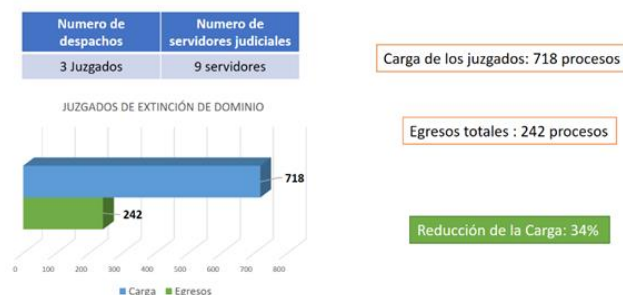 Numero de despachos
Numero de servidores judiciales
3 Juzgados
9 servidores
Carga de los juzgados: 718 procesos
JUZGADOS DE EXTINCIÓN DE DOMINIO
Egresos totales : 242 procesos
718
242
Reducción de la Carga: 34%
0 100 200 300 400 500 600 700 800
Carga Egresos